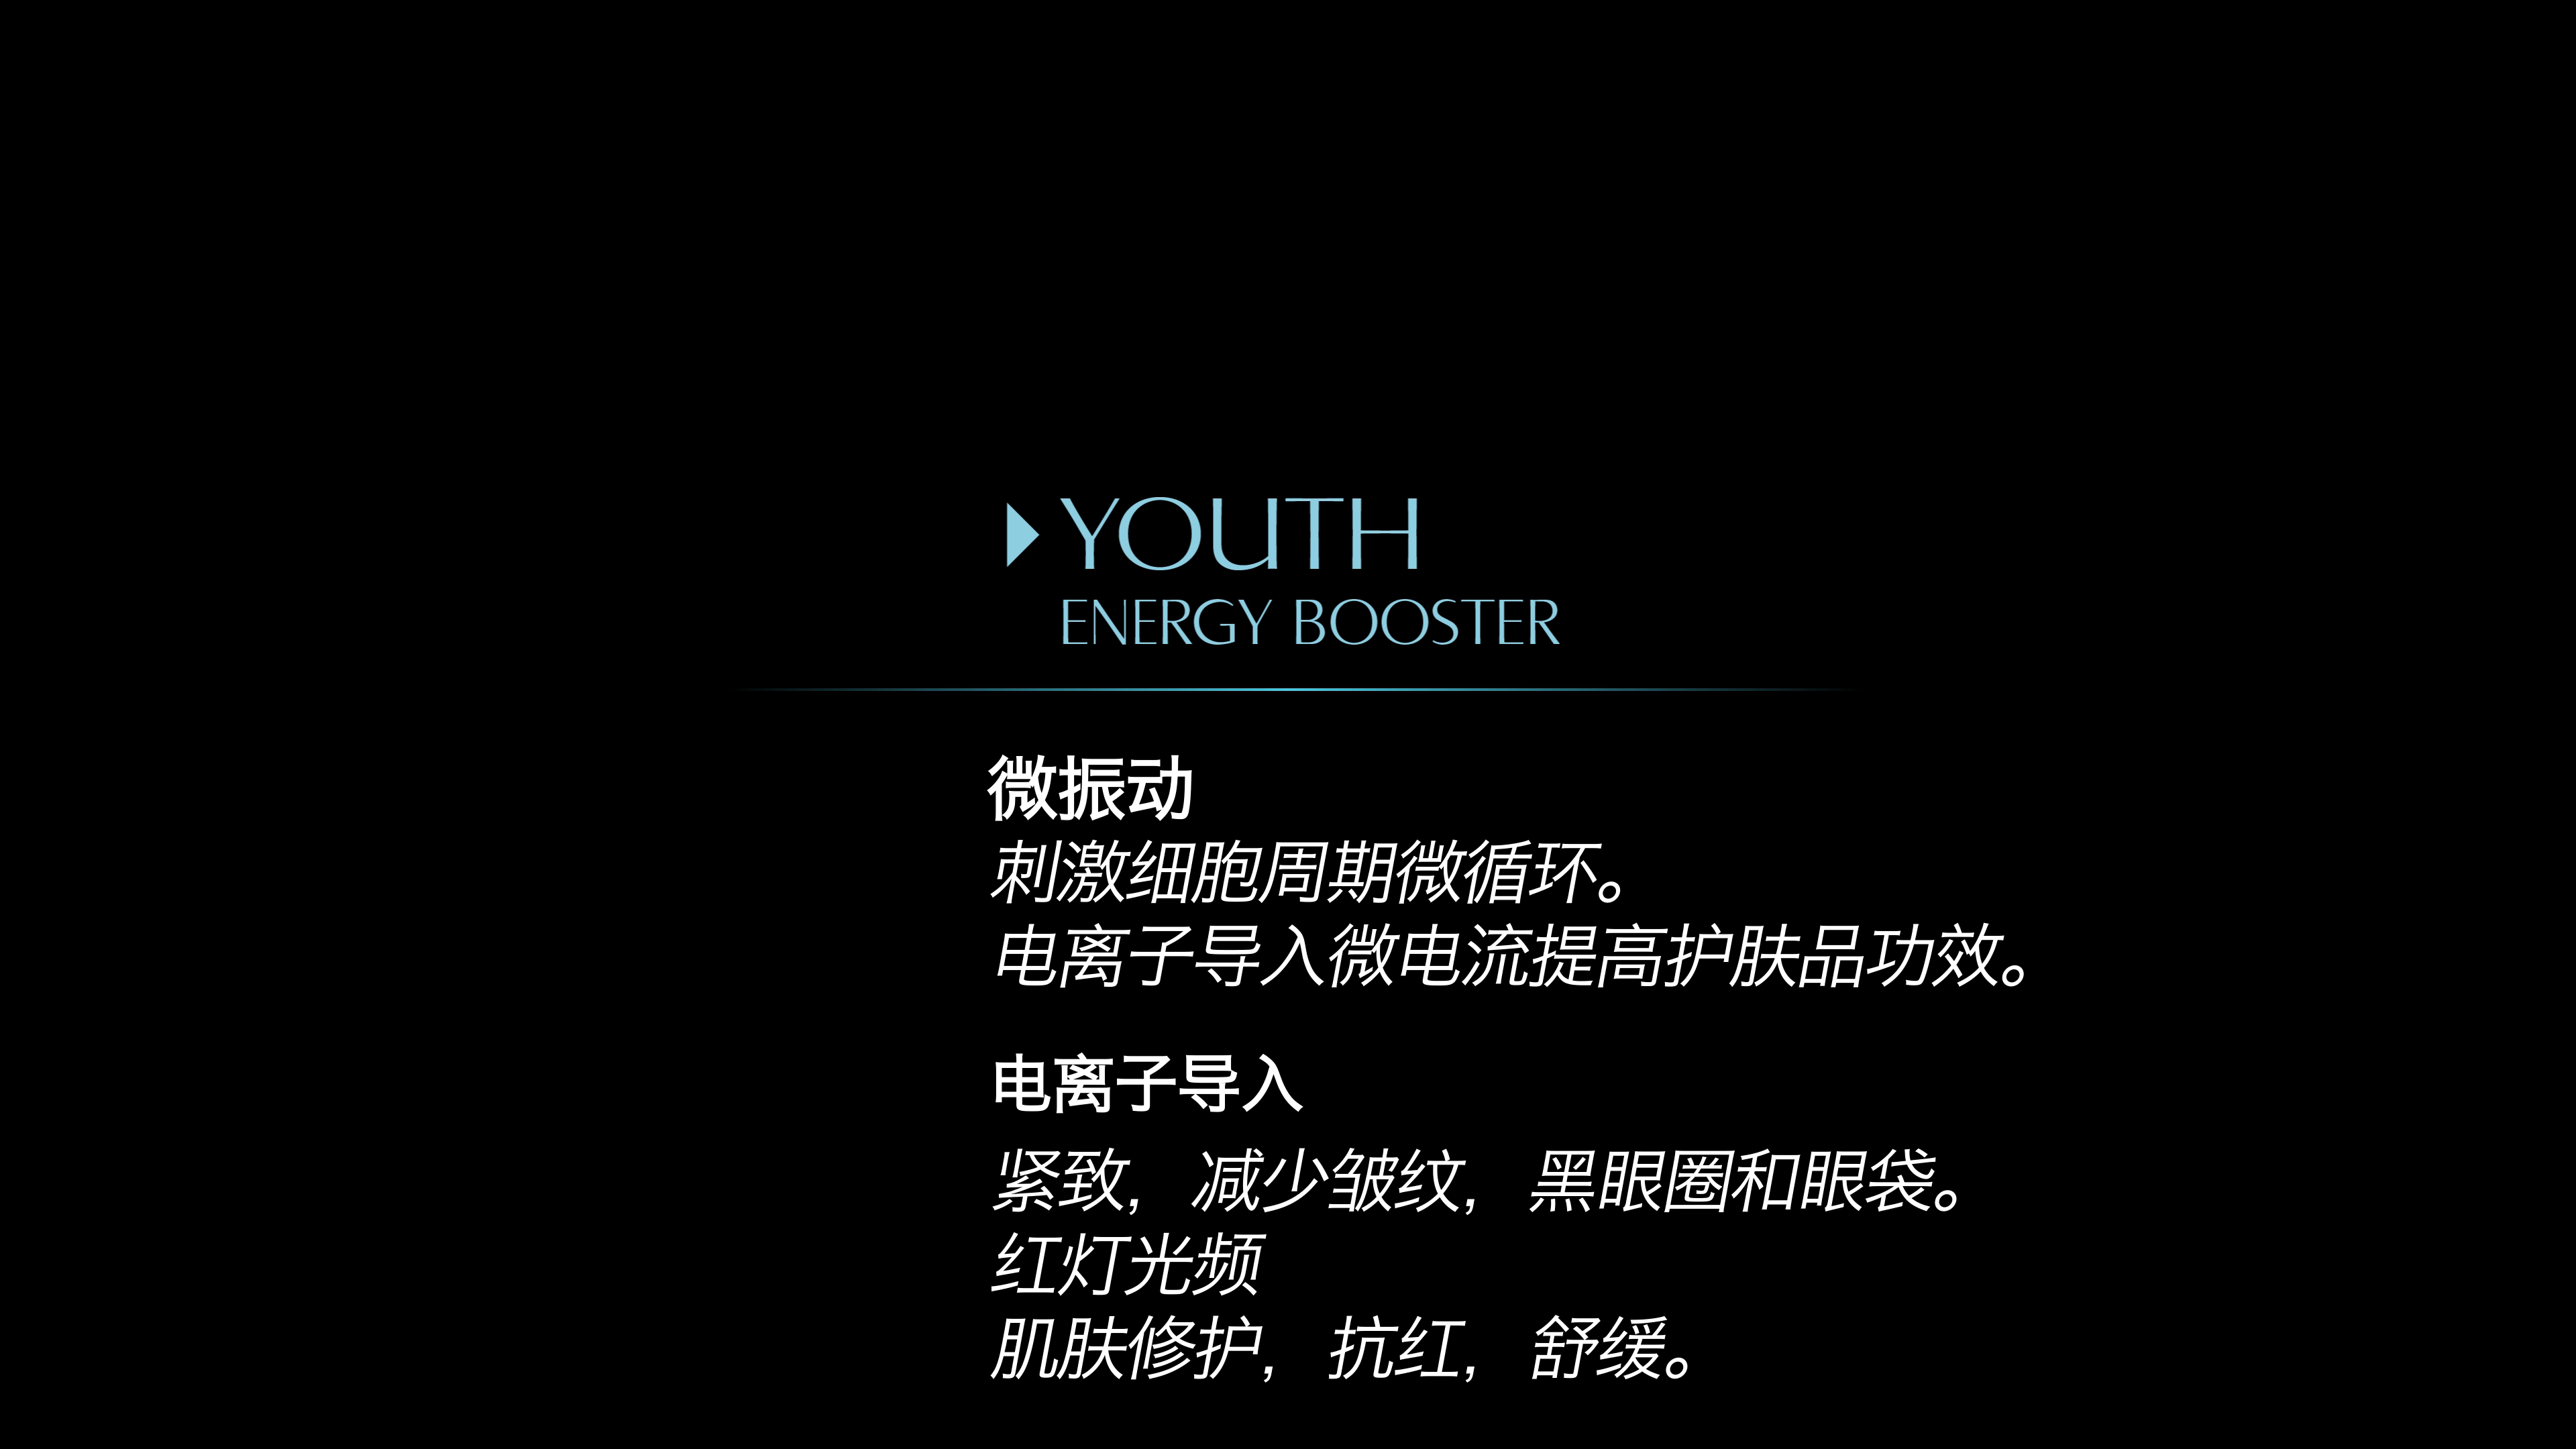 YOUTH
ENERGY BOOSTER
微振动
刺激细胞周期微循环。
电离子导入微电流提高护肤品功效。
电离子导入
紧致，减少皱纹，黑眼圈和眼袋。
红灯光频
肌肤修护，抗红，舒缓。